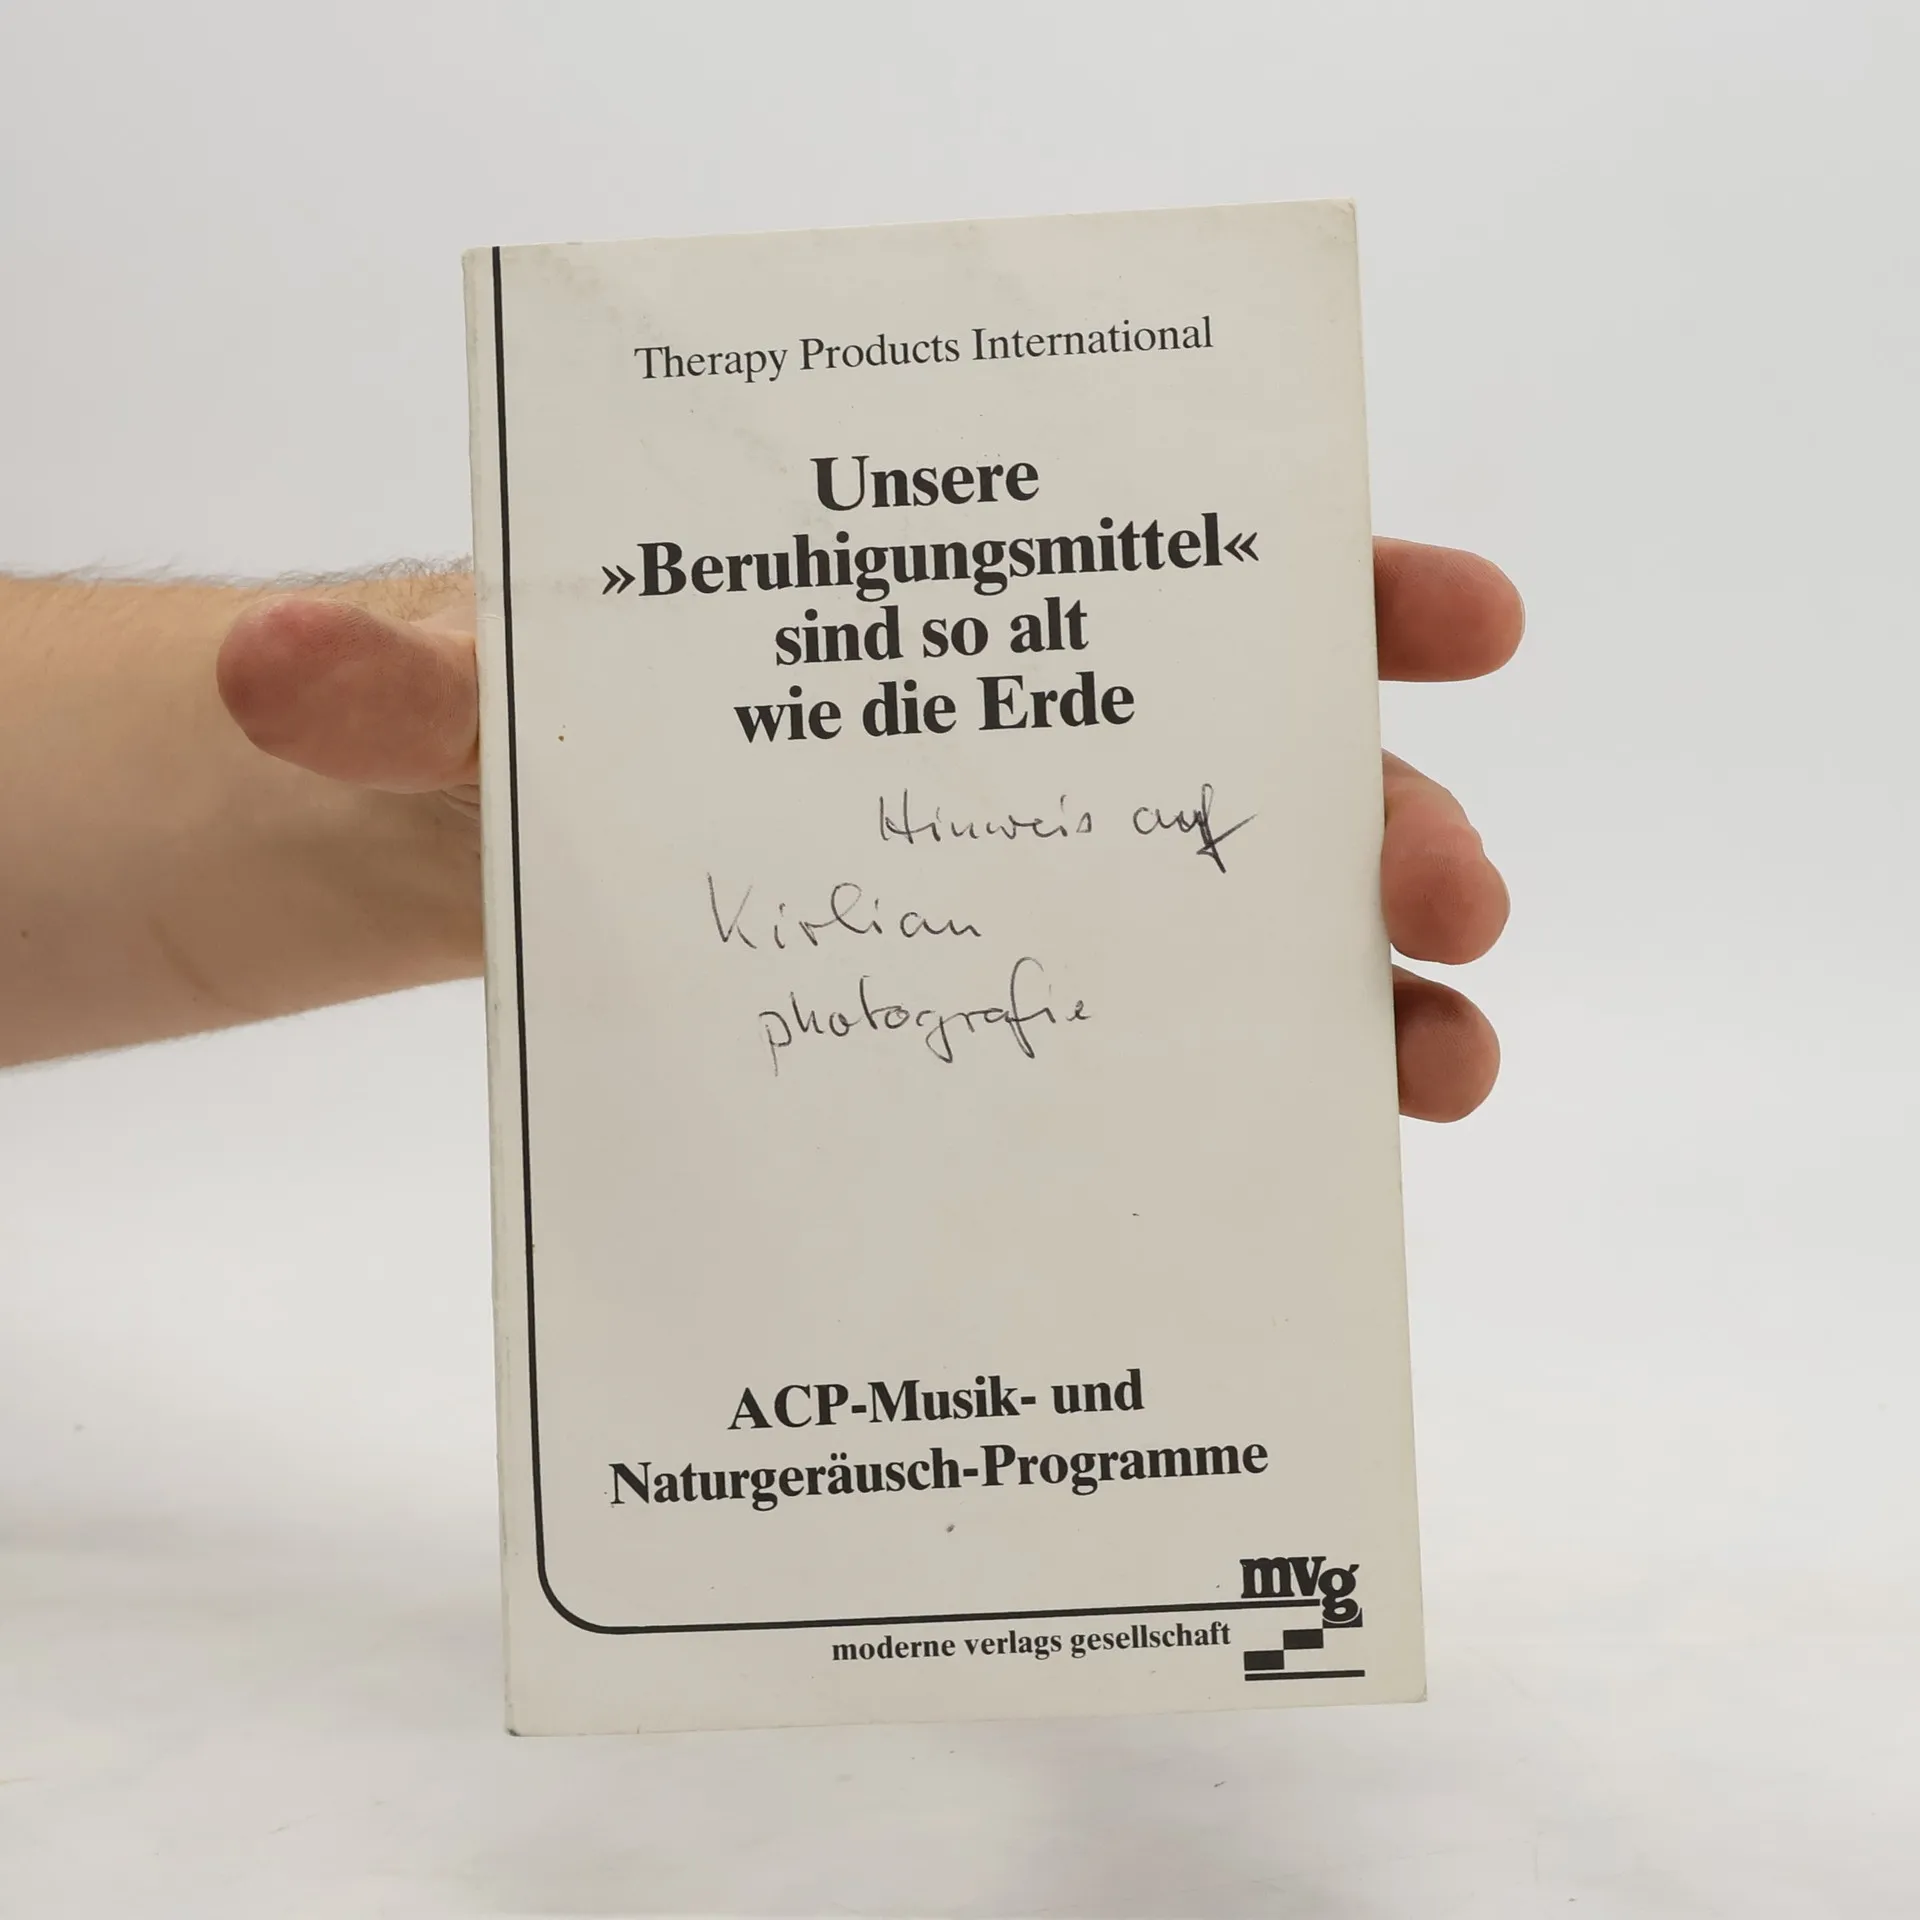 Therapy Products International
Unsere
»Beruhigungsmittel«
sind so alt
wie die Erde
Hinweis auf
Kirlian
photografie
ACP-Musik- und
Naturgeräusch-Programme
mvg
moderne verlags gesellschaft